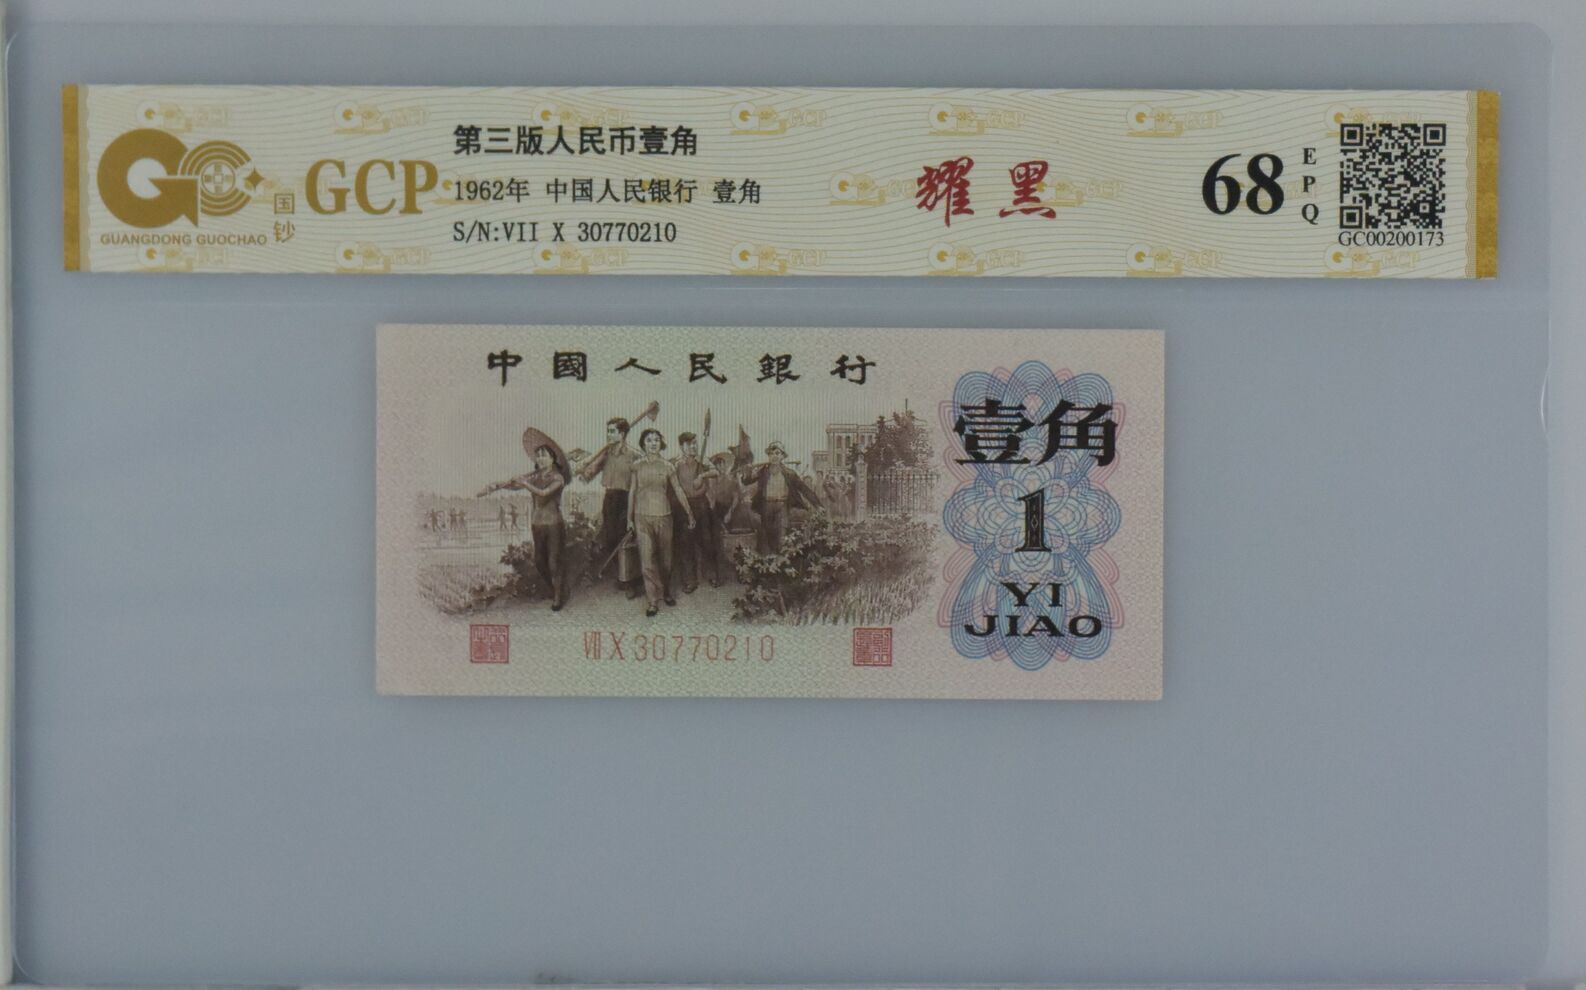 第三版人民币壹角
国钞 GCP
GUANGDONG GUOCHAO
1962年 中国人民银行 壹角
S/N:VII X 30770210
耀黑
68
EPQ
GC00200173
中國人民銀行
壹角
1
YI
JIAO
VII X 30770210